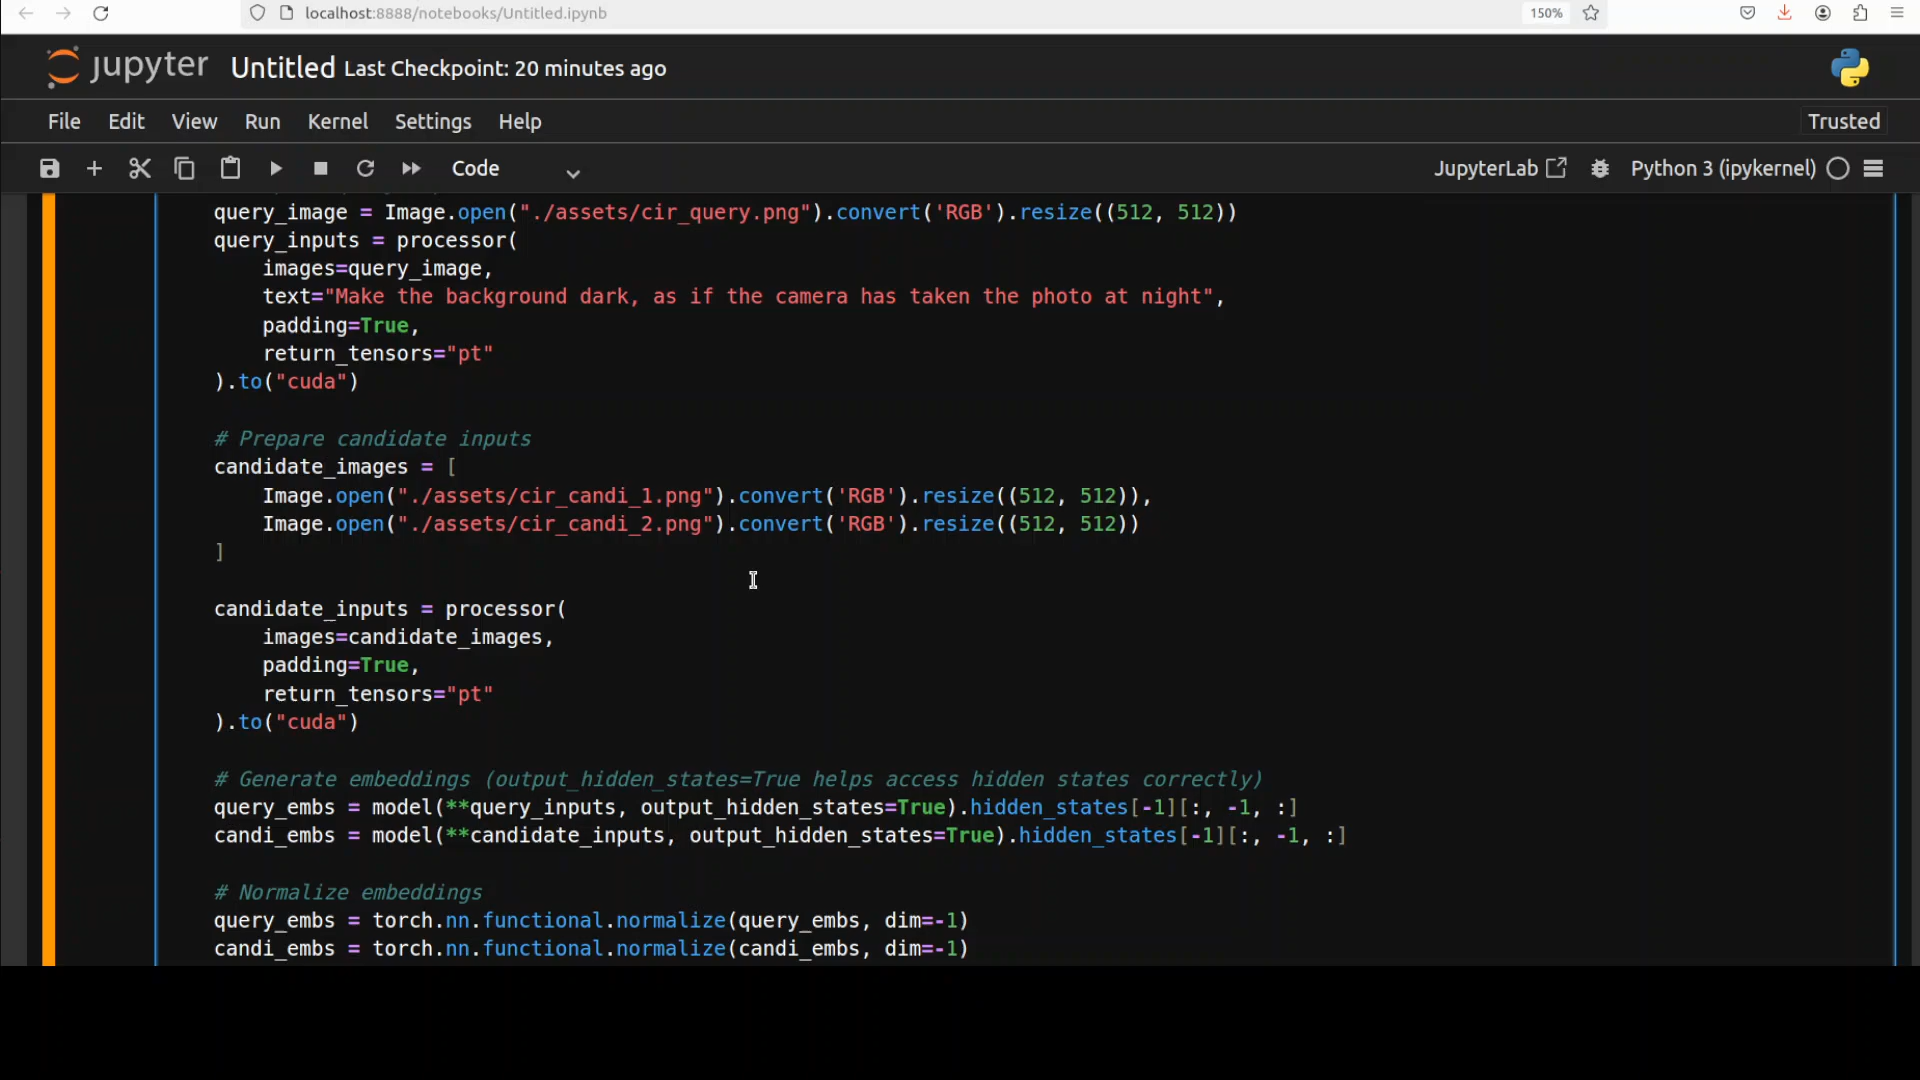 localhost:8888/notebooks/Untitled.ipynb
150%
jupyter Untitled Last Checkpoint: 20 minutes ago
File Edit View Run Kernel Settings Help
Trusted
Code
JupyterLab
Python 3 (ipykernel)
query_image = Image.open("./assets/cir_query.png").convert('RGB').resize((512, 512))
query_inputs = processor(
images=query_image,
text="Make the background dark, as if the camera has taken the photo at night",
padding=True,
return_tensors="pt"
).to("cuda")
# Prepare candidate inputs
candidate_images = [
Image.open("./assets/cir_candi_1.png").convert('RGB').resize((512, 512)),
Image.open("./assets/cir_candi_2.png").convert('RGB').resize((512, 512))
]
candidate_inputs = processor(
images=candidate_images,
padding=True,
return_tensors="pt"
).to("cuda")
# Generate embeddings (output_hidden_states=True helps access hidden states correctly)
query_embs = model(**query_inputs, output_hidden_states=True).hidden_states[-1][:, -1, :]
candi_embs = model(**candidate_inputs, output_hidden_states=True).hidden_states[-1][:, -1, :]
# Normalize embeddings
query_embs = torch.nn.functional.normalize(query_embs, dim=-1)
candi_embs = torch.nn.functional.normalize(candi_embs, dim=-1)